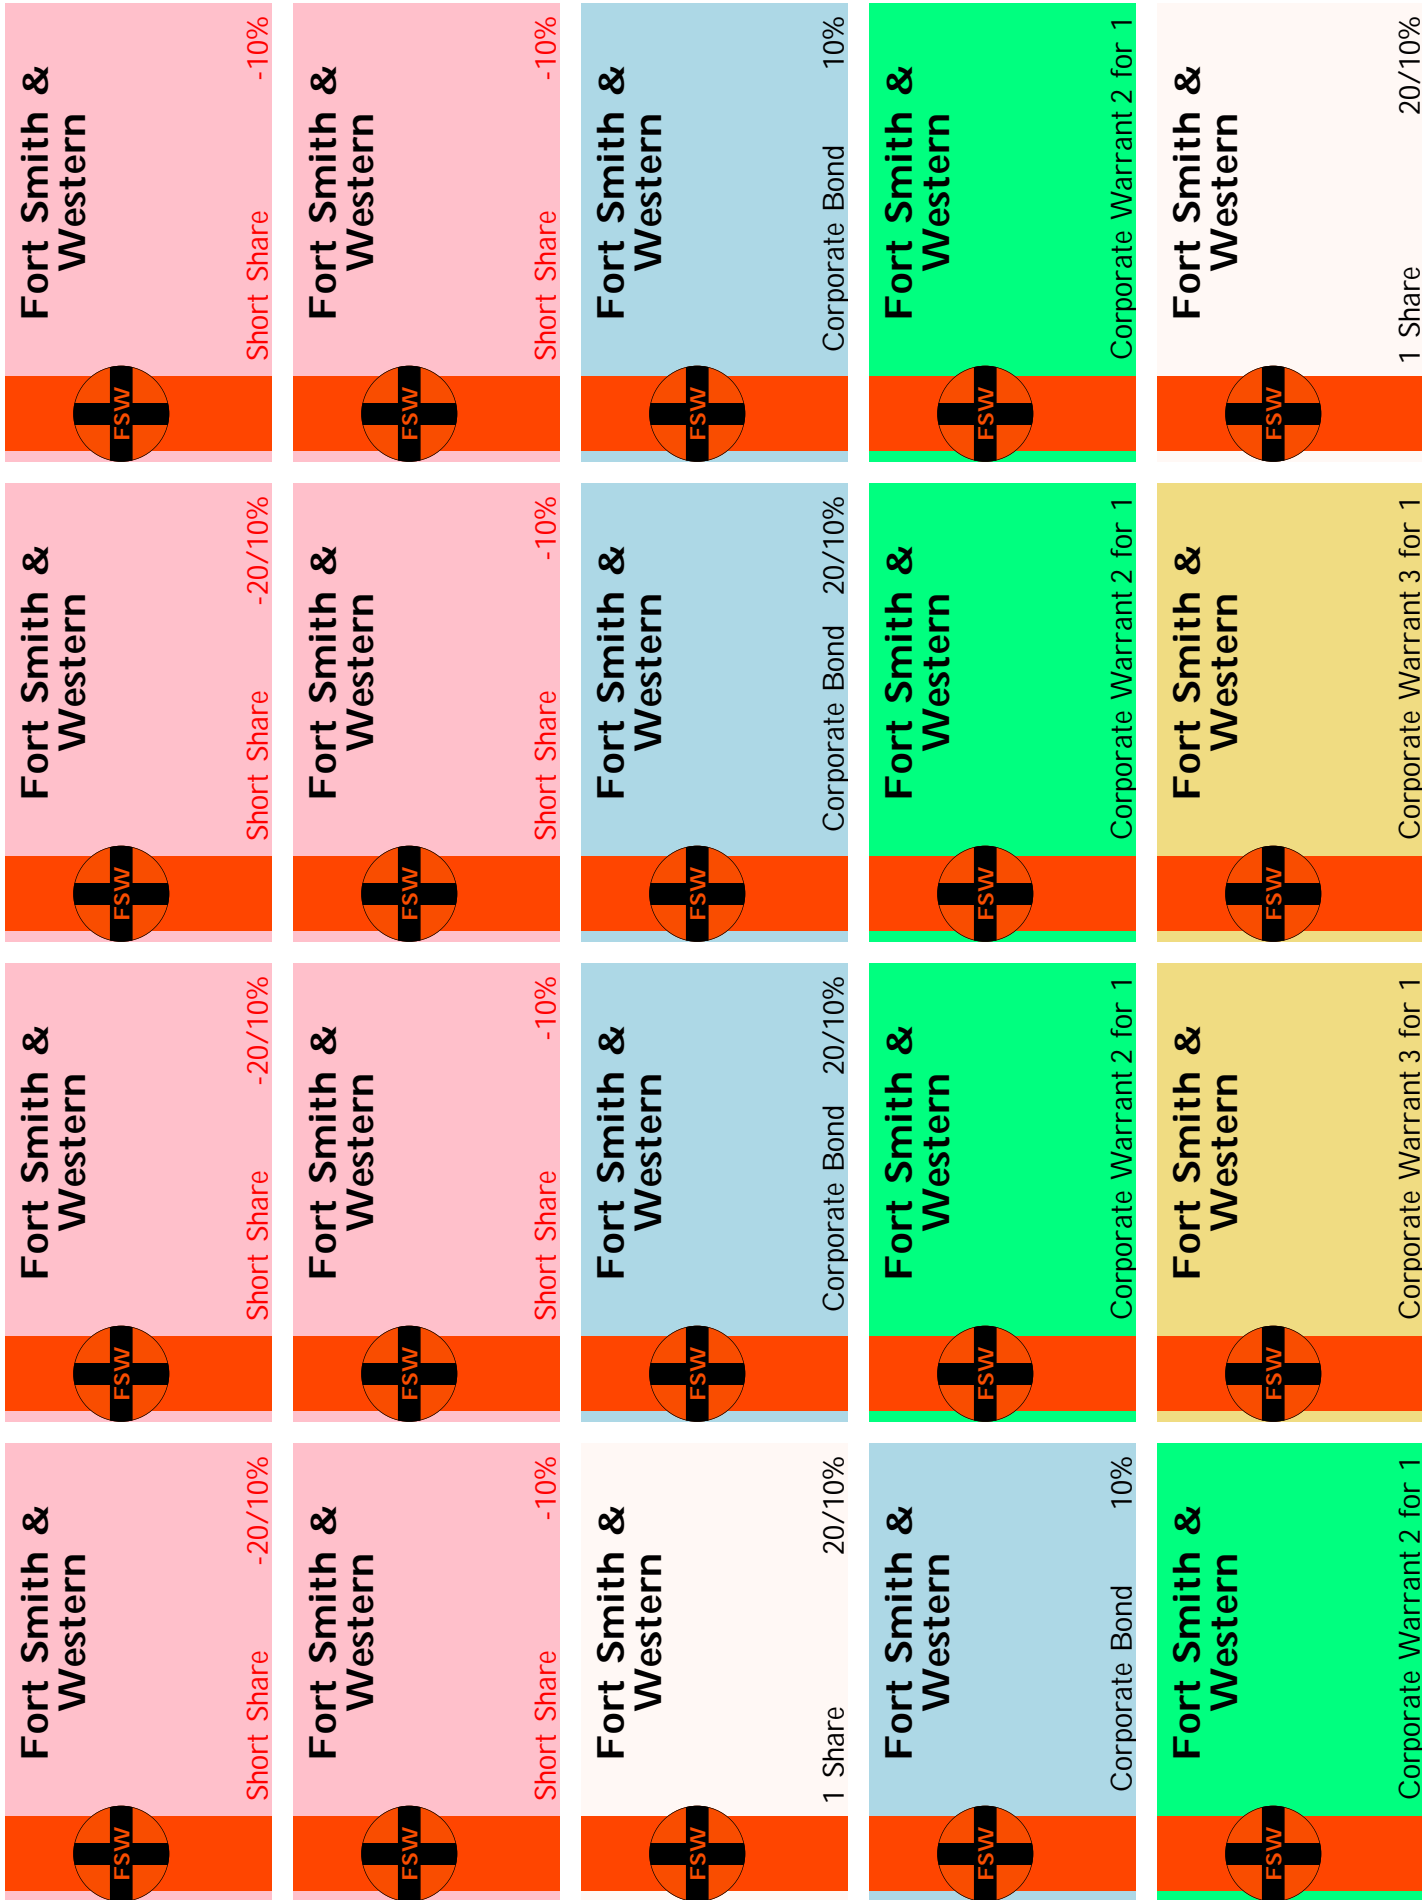 Fort Smith &
Western
Short Share -10%
FSW
Fort Smith &
Western
Short Share -10%
FSW
Fort Smith &
Western
Corporate Bond 10%
FSW
Fort Smith &
Western
Corporate Warrant 2 for 1
FSW
Fort Smith &
Western
1 Share 20/10%
FSW
Fort Smith &
Western
Short Share -20/10%
FSW
Fort Smith &
Western
Short Share -10%
FSW
Fort Smith &
Western
Corporate Bond 20/10%
FSW
Fort Smith &
Western
Corporate Warrant 2 for 1
FSW
Fort Smith &
Western
Corporate Warrant 3 for 1
FSW
Fort Smith &
Western
Short Share -20/10%
FSW
Fort Smith &
Western
Short Share -10%
FSW
Fort Smith &
Western
Corporate Bond 20/10%
FSW
Fort Smith &
Western
Corporate Warrant 2 for 1
FSW
Fort Smith &
Western
Corporate Warrant 3 for 1
FSW
Fort Smith &
Western
Short Share -20/10%
FSW
Fort Smith &
Western
Short Share -10%
FSW
Fort Smith &
Western
1 Share 20/10%
FSW
Fort Smith &
Western
Corporate Bond 10%
FSW
Fort Smith &
Western
Corporate Warrant 2 for 1
FSW